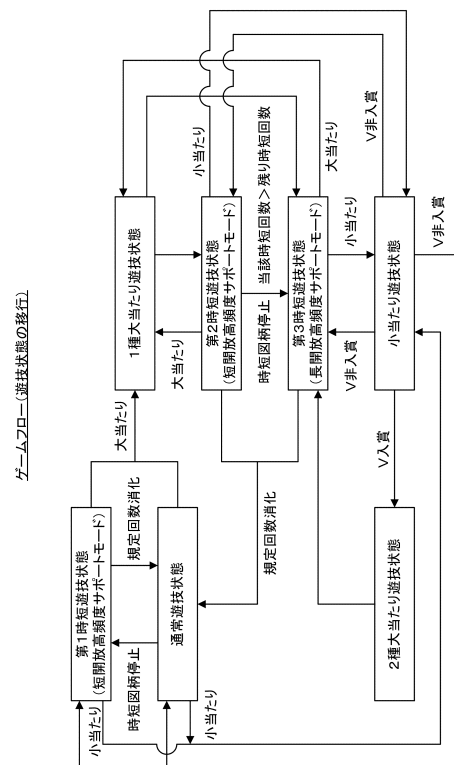 ゲームフロー(遊技状態の移行)
第1時短遊技状態
(短開放高頻度サポートモード)
小当たり
時短図柄停止
規定回数消化
通常遊技状態
小当たり
大当たり
1種大当たり遊技状態
大当たり
小当たり
第2時短遊技状態
(短開放高頻度サポートモード)
時短図柄停止
当該時短回数>残り時短回数
規定回数消化
第3時短遊技状態
(長開放高頻度サポートモード)
大当たり
V非入賞
小当たり
V非入賞
小当たり遊技状態
V入賞
V非入賞
2種大当たり遊技状態